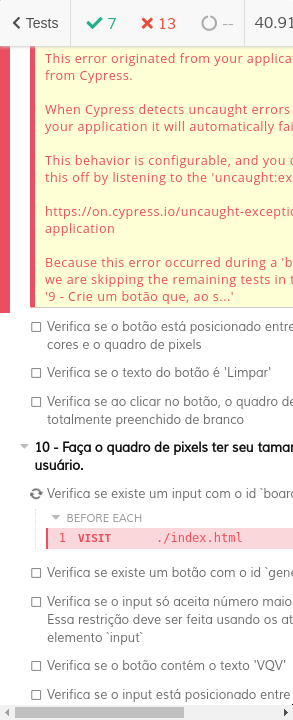 Tests 7 13 -- 40.91
This error originated from your applica
from Cypress.
When Cypress detects uncaught errors
your application it will automatically fai
This behavior is configurable, and you c
this off by listening to the 'uncaught:ex
https://on.cypress.io/uncaught-exceptio
application
Because this error occurred during a 'b
we are skipping the remaining tests in t
'9 - Crie um botão que, ao s...'
Verifica se o botão está posicionado entre
cores e o quadro de pixels
Verifica se o texto do botão é 'Limpar'
Verifica se ao clicar no botão, o quadro de
totalmente preenchido de branco
10 - Faça o quadro de pixels ter seu tamar
usuário.
Verifica se existe um input com o id `board
BEFORE EACH
1 VISIT ./index.html
Verifica se existe um botão com o id `gene
Verifica se o input só aceita número maio
Essa restrição deve ser feita usando os at
elemento `input`
Verifica se o botão contém o texto 'VQV'
Verifica se o input está posicionado entre